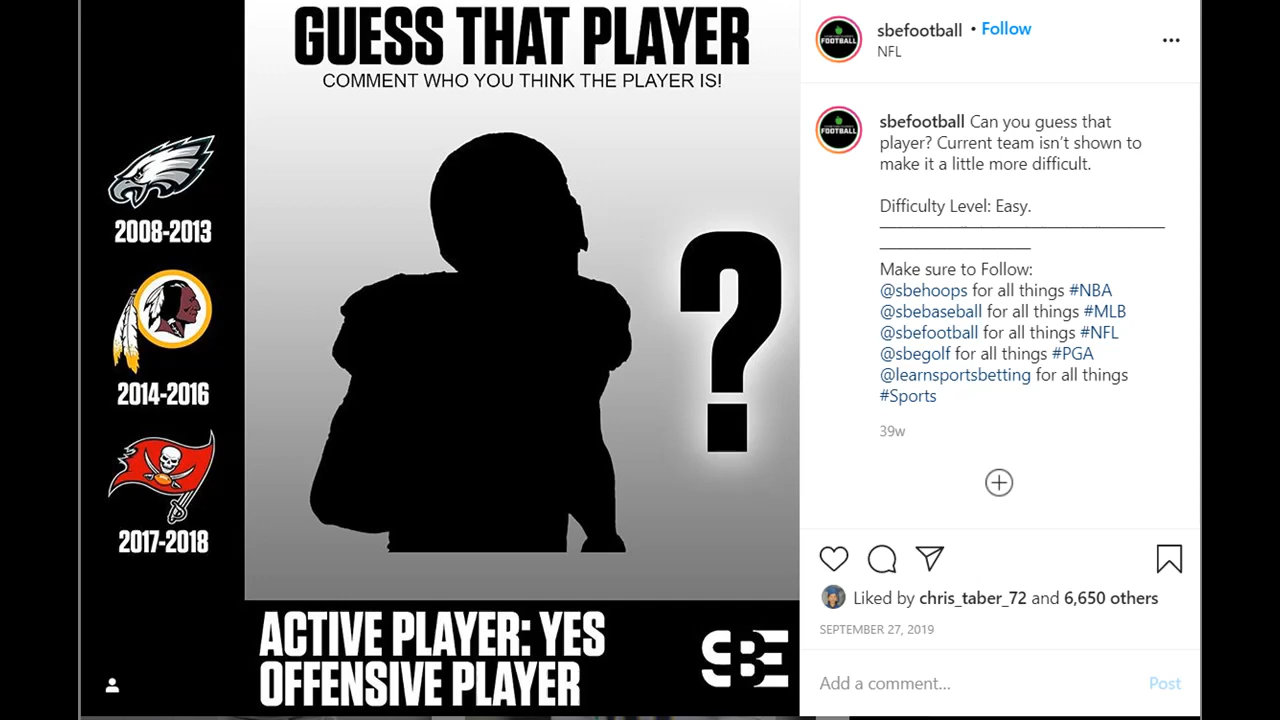 GUESS THAT PLAYER
COMMENT WHO YOU THINK THE PLAYER IS!
2008-2013
2014-2016
2017-2018
ACTIVE PLAYER: YES
OFFENSIVE PLAYER
SBE
FOOTBALL
sbefootball • Follow
NFL
FOOTBALL
sbefootball Can you guess that
player? Current team isn't shown to
make it a little more difficult.
Difficulty Level: Easy.
Make sure to Follow:
@sbehoops for all things #NBA
@sbebaseball for all things #MLB
@sbefootball for all things #NFL
@sbegolf for all things #PGA
@learnsportsbetting for all things
#Sports
39w
Liked by chris_taber_72 and 6,650 others
SEPTEMBER 27, 2019
Add a comment... Post